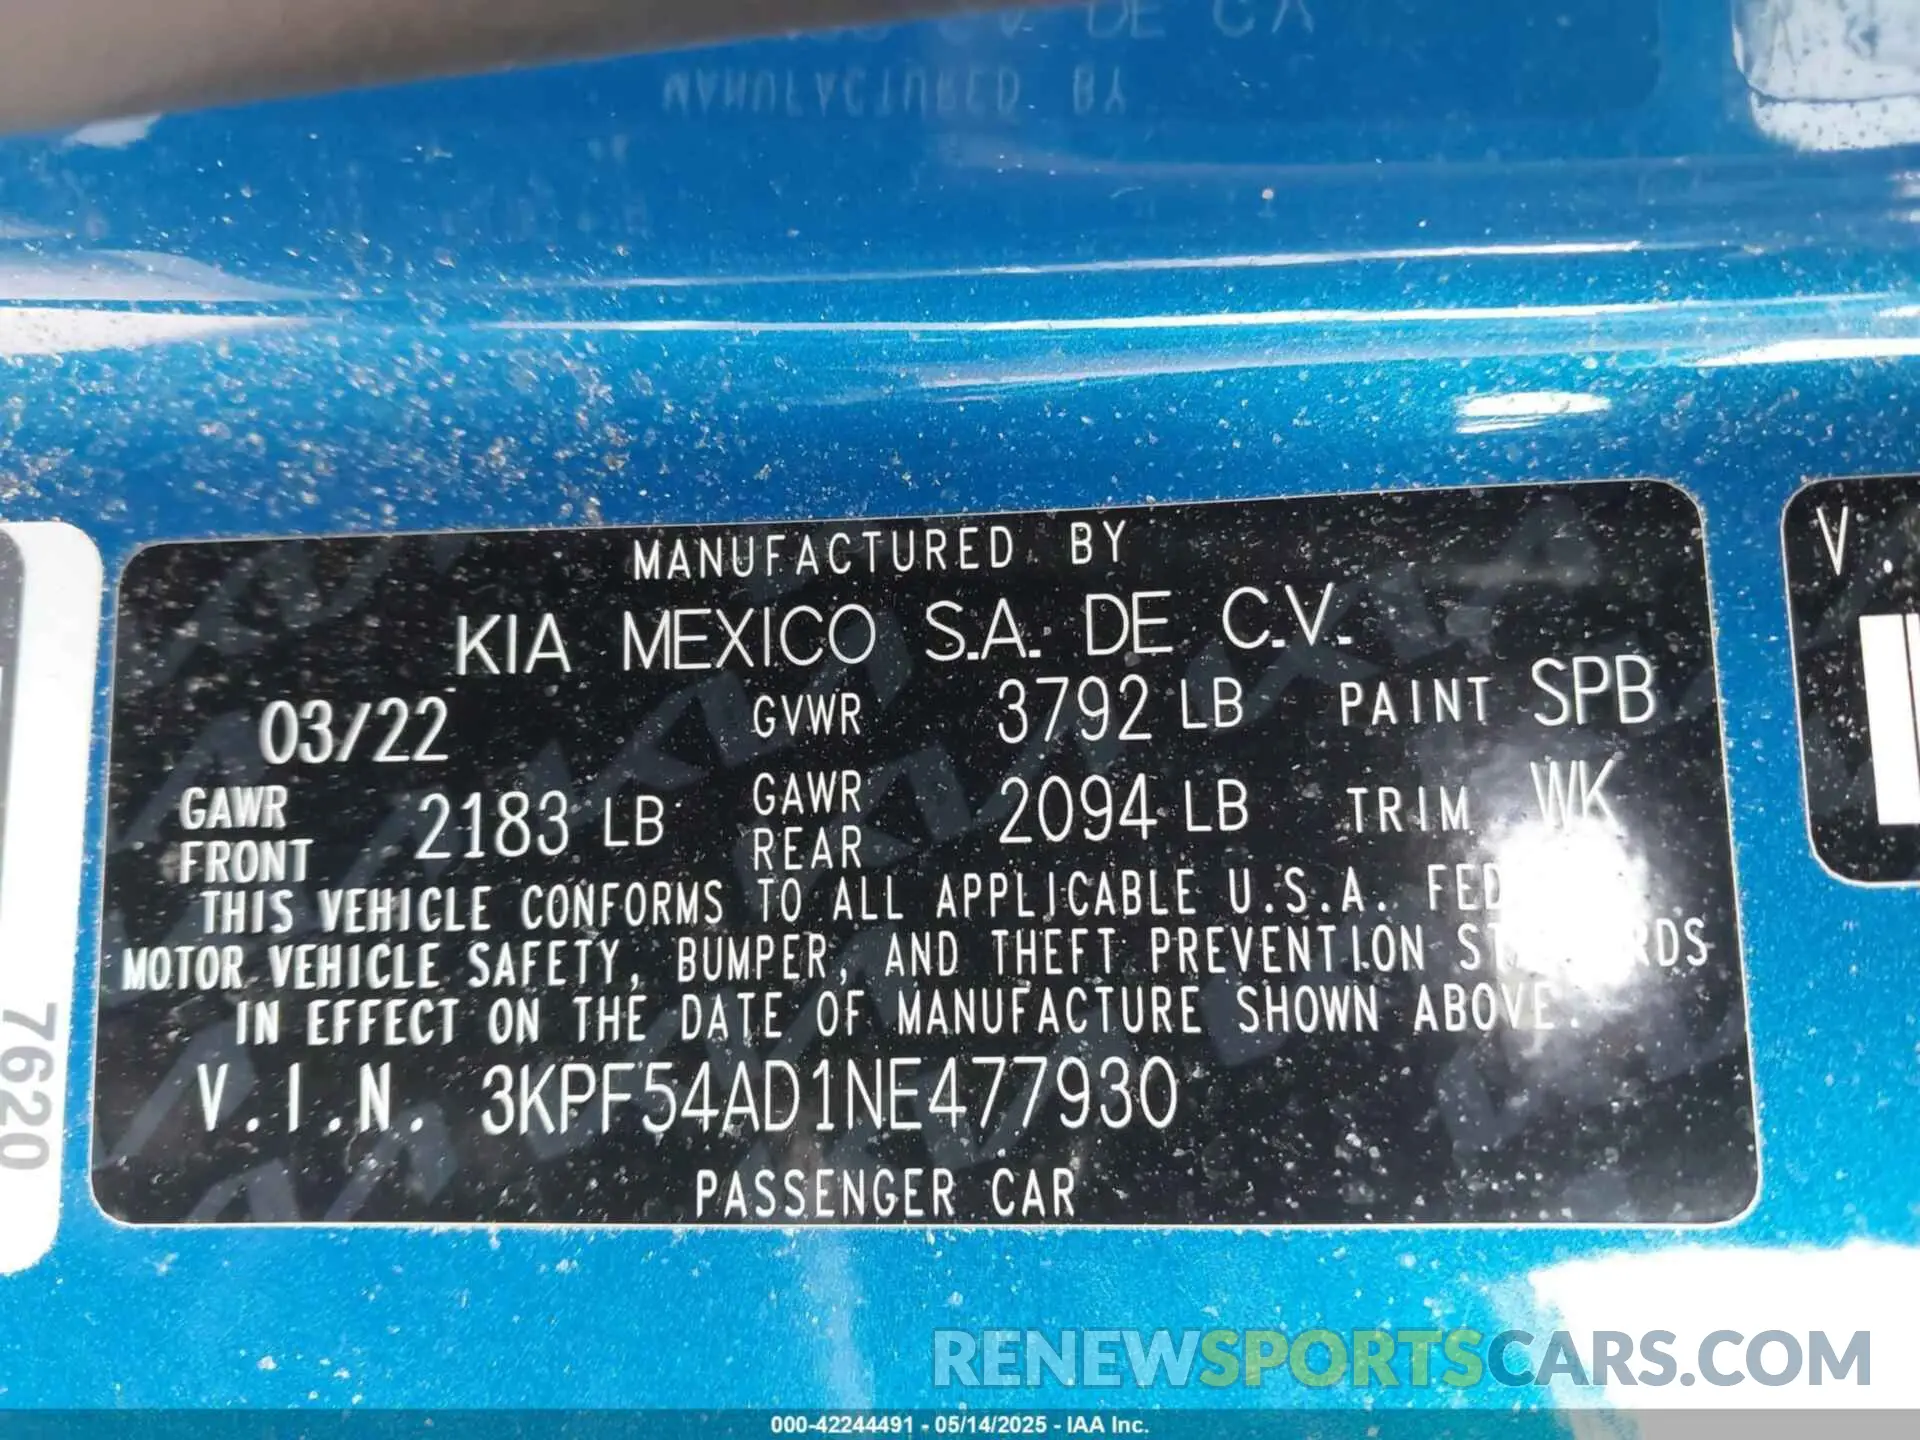 MANUFACTURED BY
KIA MEXICO S.A. DE C.V.
03/22 GVWR 3792 LB PAINT SPB
GAWR FRONT 2183 LB GAWR REAR 2094 LB TRIM WK
THIS VEHICLE CONFORMS TO ALL APPLICABLE U.S.A.
MOTOR VEHICLE SAFETY, BUMPER, AND THEFT PREVENTION
IN EFFECT ON THE DATE OF MANUFACTURE SHOWN ABOVE.
V.I.N. 3KPF54AD1NE477930
PASSENGER CAR
7620
V.
MANUFACTURED BY
DE C.V.
RENEWSPORTSCARS.COM
000-42244491 - 05/14/2025 - IAA Inc.